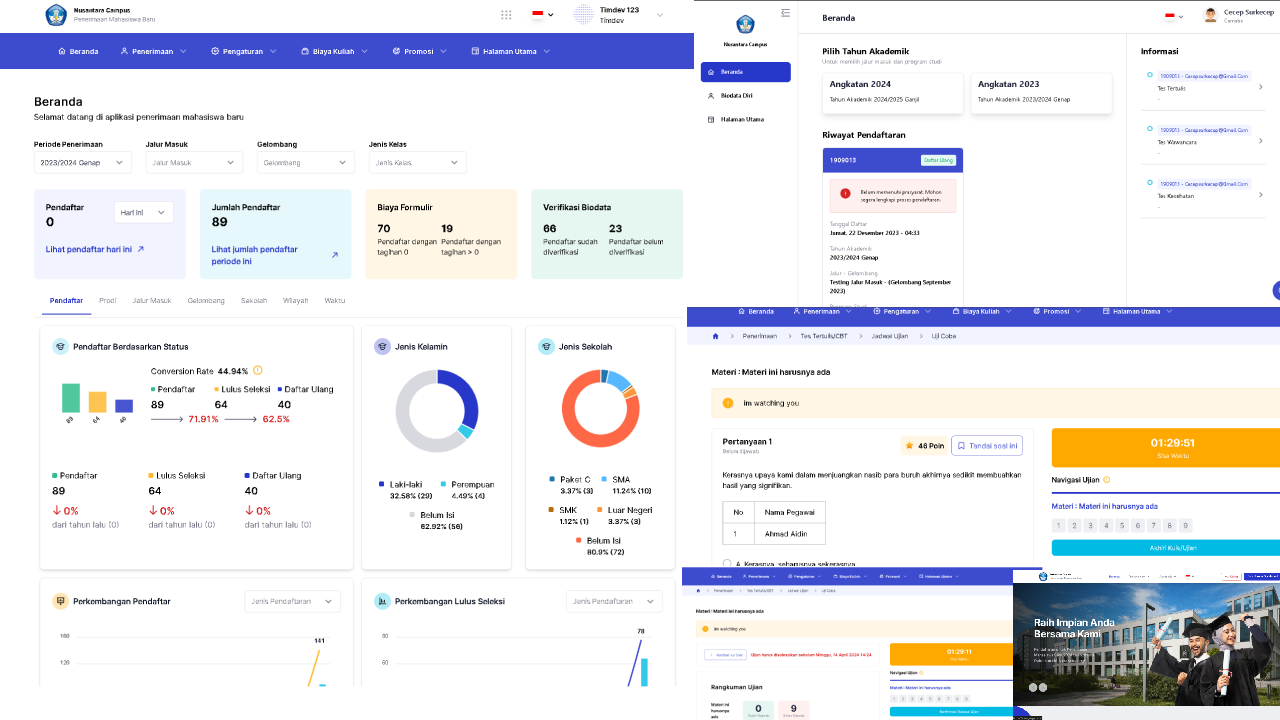 Nusantara Campus
Penerimaan Mahasiswa Baru
Timdev 123
Timdev
Beranda
Penerimaan
Pengaturan
Biaya Kuliah
Promosi
Halaman Utama
Beranda
Selamat datang di aplikasi penerimaan mahasiswa baru
Periode Penerimaan
Jalur Masuk
Gelombang
Jenis Kelas
2023/2024 Genap
Jalur Masuk
Gelombang
Jenis Kelas
Pendaftar
0
Hari Ini
Lihat pendaftar hari ini
Jumlah Pendaftar
89
Lihat jumlah pendaftar
periode ini
Biaya Formulir
70
Pendaftar dengan
tagihan 0
19
Pendaftar dengan
tagihan > 0
Verifikasi Biodata
66
Pendaftar sudah
diverifikasi
23
Pendaftar belum
diverifikasi
Pendaftar
Prodi
Jalur Masuk
Gelombang
Sekolah
Wilayah
Waktu
Pendaftar Berdasarkan Sta
89
64
40
Conversion Rate 44.94%
Pendaftar
Lulus Seleksi
Daftar Ulang
89
64
40
71.91%
62.5%
Pendaftar
Lulus Seleksi
Daftar Ulang
89
64
40
0%
0%
0%
dari tahun lalu (0)
dari tahun lalu (0)
dari tahun lalu (0)
Jenis Kelamin
Laki-laki
32.58% (29)
Perempuan
4.49% (4)
Belum Isi
62.92% (56)
Jenis Sekolah
Paket C
3.37% (3)
SMA
11.24% (10)
SMK
1.12% (1)
Luar Negeri
3.37% (3)
Belum Isi
80.9% (72)
Perkembangan Pendaftar
Jenis Pendaftaran
160
141
120
Perkembangan Lulus Seleksi
Jenis Pendaftaran
80
78
60
Nusantara Campus
Beranda
Biodata Diri
Halaman Utama
Beranda
Cecep Surkecep
Camaba
Pilih Tahun Akademik
Untuk memilih jalur masuk dan program studi
Angkatan 2024
Tahun Akademik 2024/2025 Ganjil
Angkatan 2023
Tahun Akademik 2023/2024 Genap
Riwayat Pendaftaran
1909013
Daftar Ulang
Belum memenuhi prasyarat. Mohon
segera lengkapi proses pendaftaran.
Tanggal Daftar
Jumat, 22 Desember 2023 - 04:33
Tahun Akademik
2023/2024 Genap
Jalur - Gelombang
Testing Jalur Masuk - (Gelombang September
2023)
Informasi
1909013 - Cecepsurkecep@Gmail.Com
Tes Tertulis
-
1909013 - Cecepsurkecep@Gmail.Com
Tes Wawancara
-
1909013 - Cecepsurkecep@Gmail.Com
Tes Kesehatan
-
Beranda
Penerimaan
Pengaturan
Biaya Kuliah
Promosi
Halaman Utama
Penerimaan
Tes Tertulis/CBT
Jadwal Ujian
Uji Coba
Materi : Materi ini harusnya ada
im watching you
Pertanyaan 1
Belum dijawab
46 Poin
Tandai soal ini
Kerasnya upaya kami dalam menjuangkan nasib para buruh akhirnya sedikit membuahkan
hasil yang signifikan.
No
Nama Pegawai
1
Ahmad Aidin
A. Kerasnya, seharusnya sekerasnya
01:29:51
Sisa Waktu
Navigasi Ujian
Materi : Materi ini harusnya ada
1 2 3 4 5 6 7 8 9
Akhiri Kuis/Ujian
Beranda
Penerimaan
Pengaturan
Biaya Kuliah
Promosi
Halaman Utama
Penerimaan
Tes Tertulis/CBT
Jadwal Ujian
Uji Coba
Materi : Materi ini harusnya ada
im watching you
Kembali ke Soal
Ujian harus diselesaikan sebelum Minggu, 14 April 2024 14:24
Rangkuman Ujian
Materi ini
harusnya
ada
0
9
01:29:11
Sisa Waktu
Navigasi Ujian
Materi : Materi ini harusnya ada
1 2 3 4 5 6 7 8 9
Raih Impian Anda
Bersama Kami